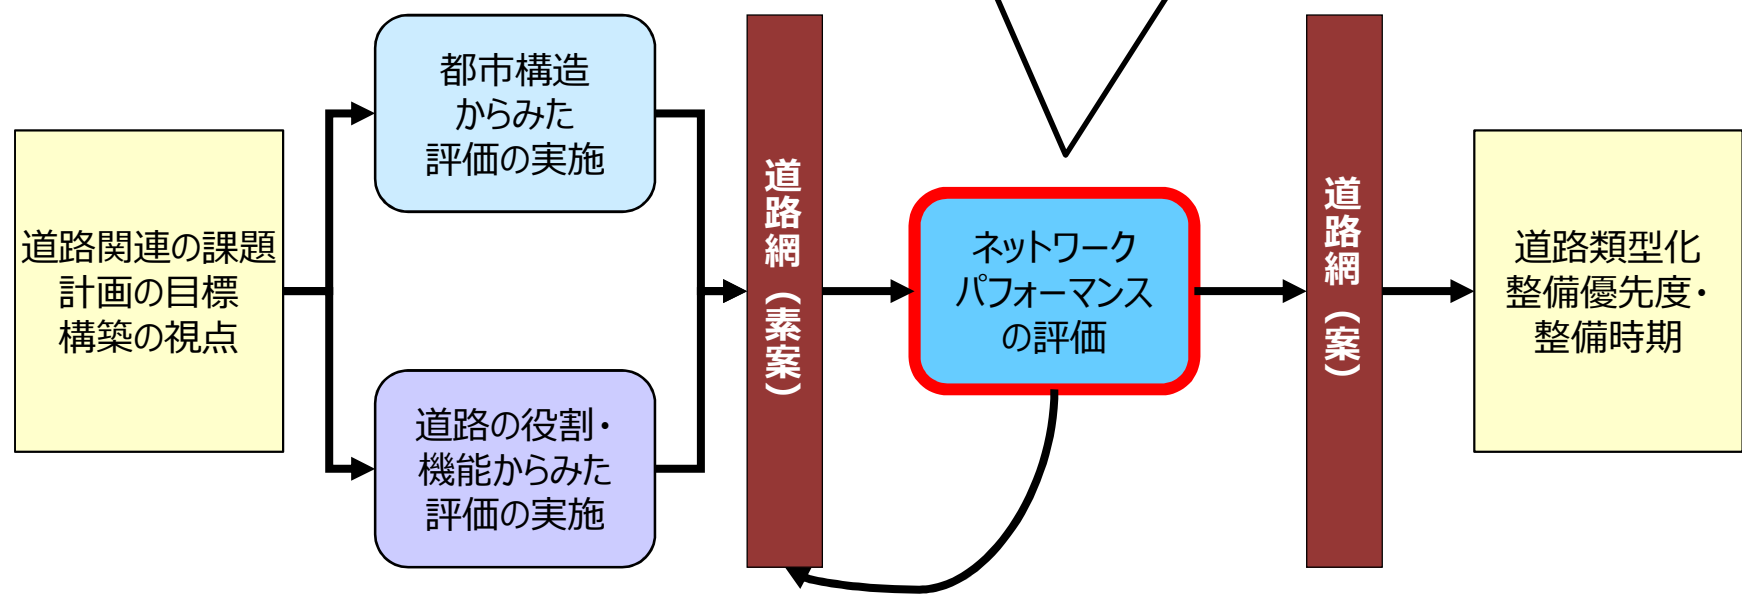 道路関連の課題
計画の目標
構築の視点
都市構造
からみた
評価の実施
道路の役割・
機能からみた
評価の実施
道路網（素案）
ネットワーク
パフォーマンス
の評価
道路網（案）
道路類型化
整備優先度・
整備時期